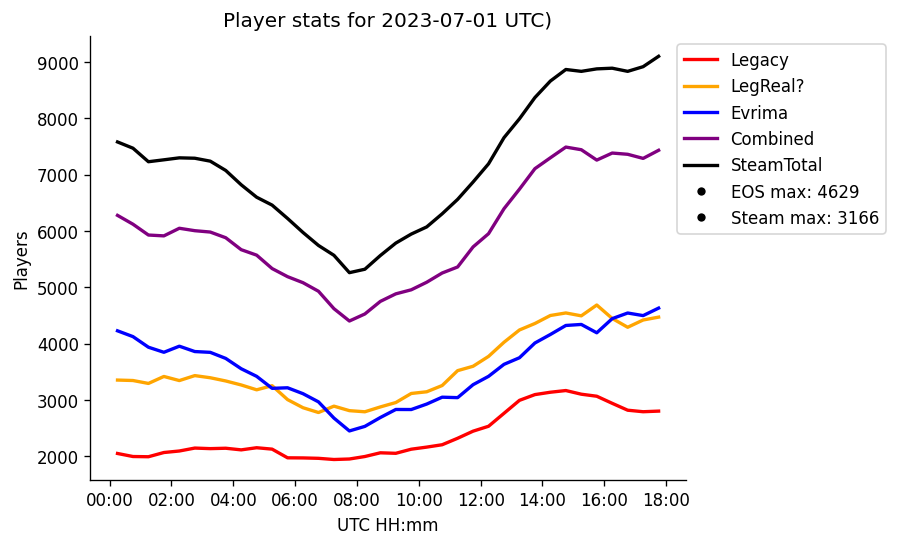 Player stats for 2023-07-01 UTC)
9000
8000
7000
6000
5000
4000
3000
2000
Players
00:00 02:00 04:00 06:00 08:00 10:00 12:00 14:00 16:00 18:00
UTC HH:mm
Legacy
LegReal?
Evrima
Combined
SteamTotal
EOS max: 4629
Steam max: 3166